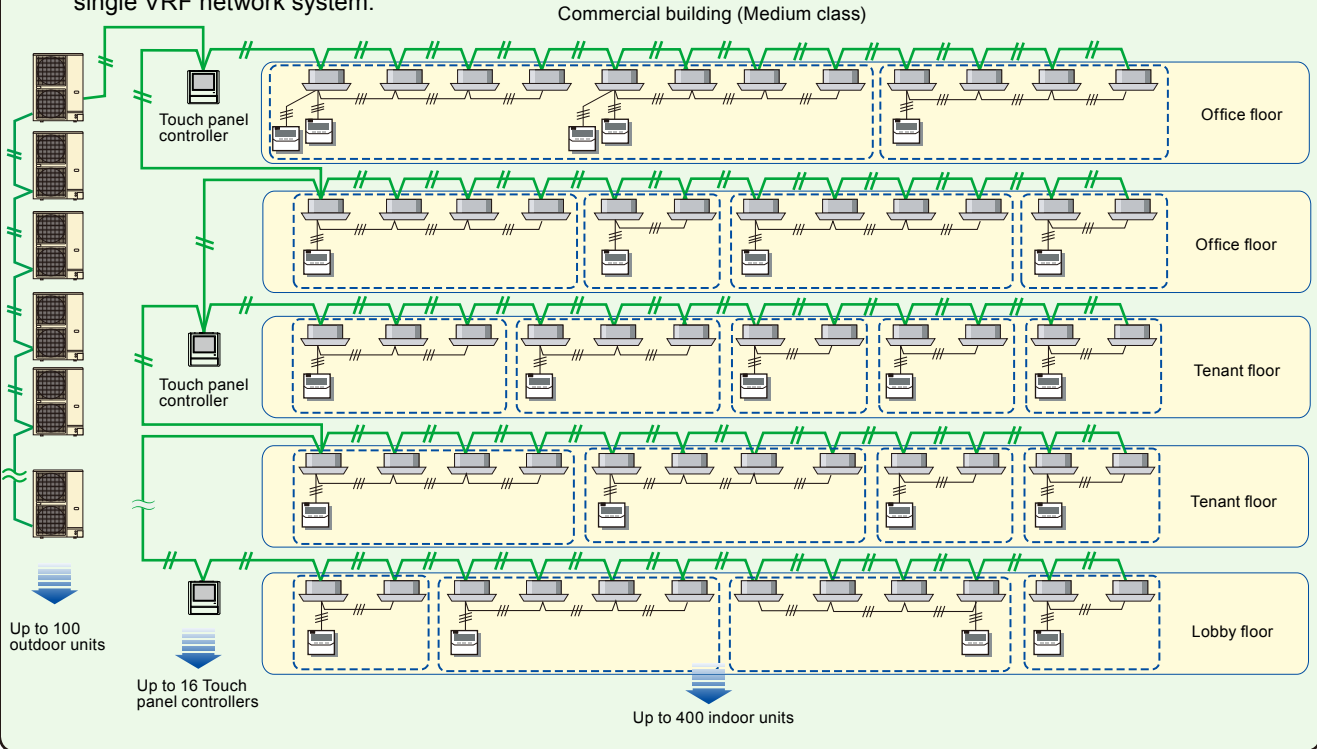 single VRF network system.
Commercial building (Medium class)
Touch panel
controller
Office floor
Office floor
Touch panel
controller
Tenant floor
Tenant floor
Lobby floor
Up to 100
outdoor units
Up to 16 Touch
panel controllers
Up to 400 indoor units